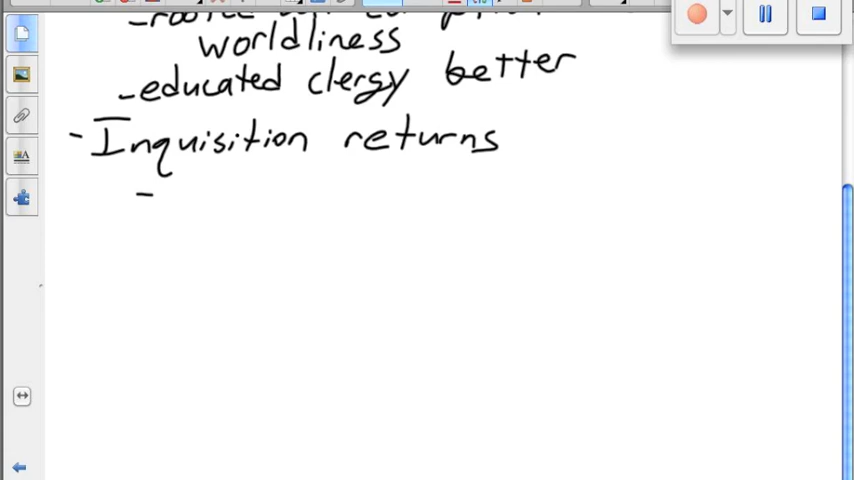 worldliness
-educated clergy better
- Inquisition returns
-